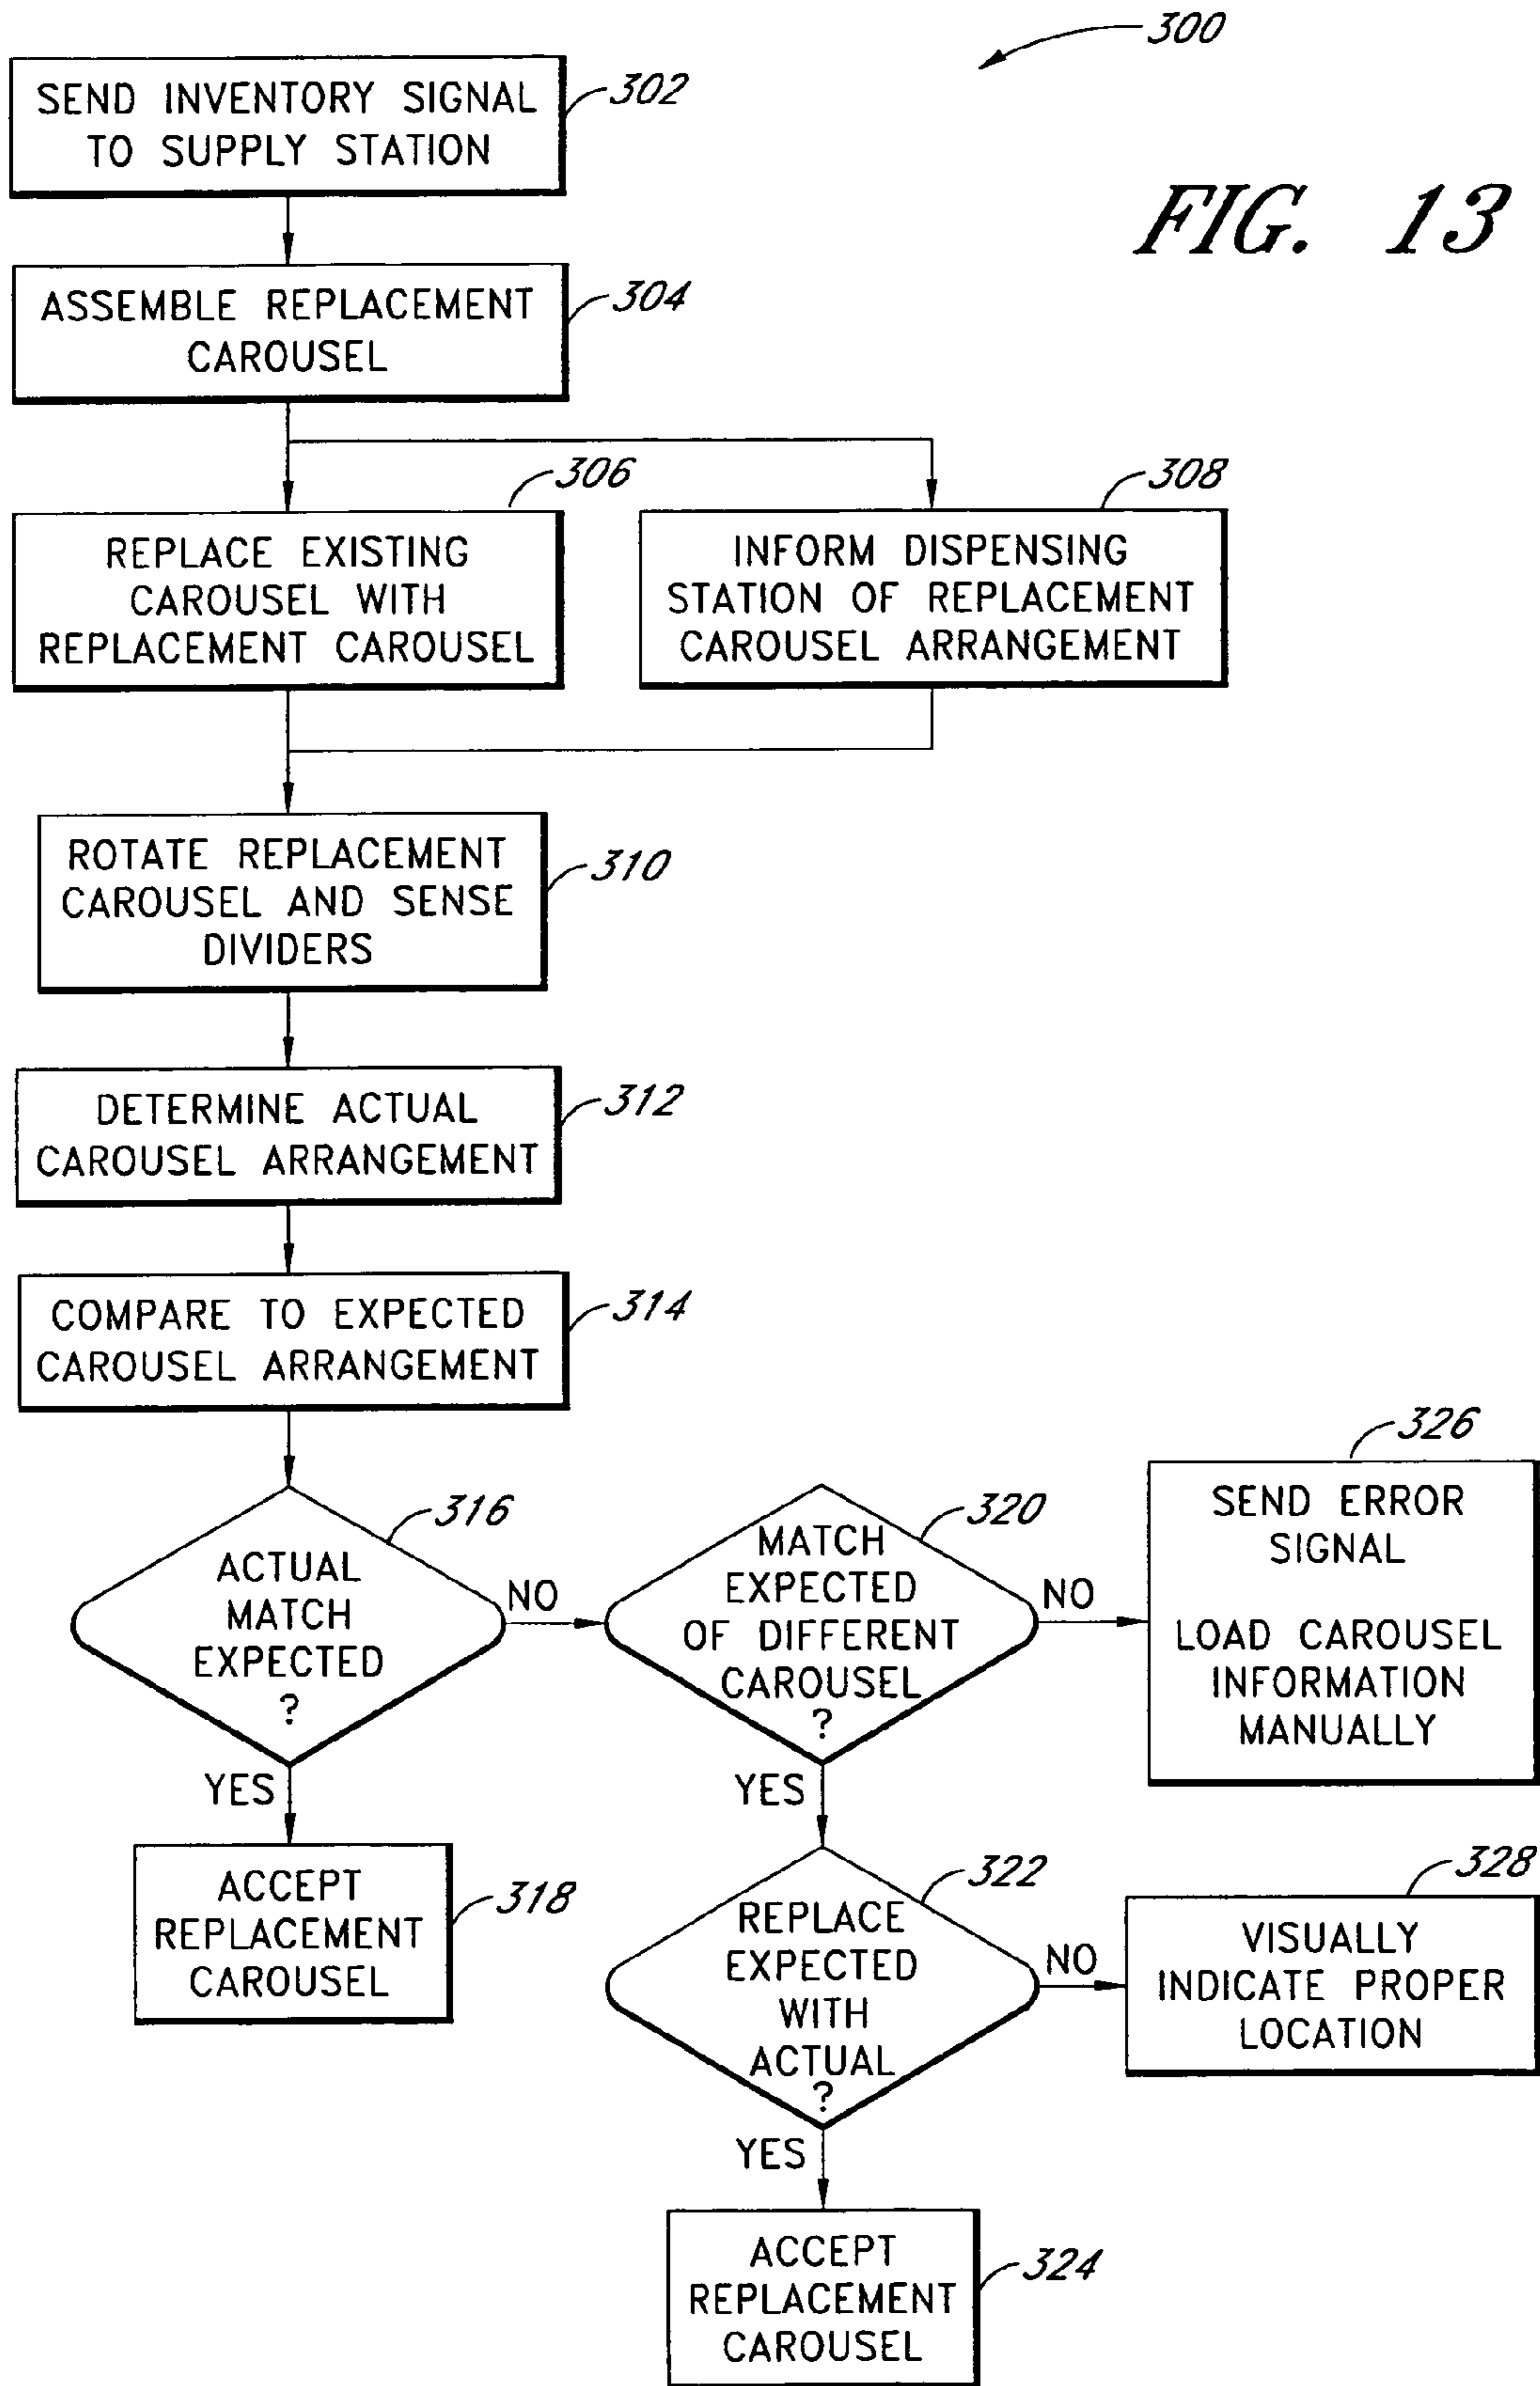 300
SEND INVENTORY SIGNAL
TO SUPPLY STATION
302
FIG. 13
ASSEMBLE REPLACEMENT
CAROUSEL
304
REPLACE EXISTING
CAROUSEL WITH
REPLACEMENT CAROUSEL
306
INFORM DISPENSING
STATION OF REPLACEMENT
CAROUSEL ARRANGEMENT
308
ROTATE REPLACEMENT
CAROUSEL AND SENSE
DIVIDERS
310
DETERMINE ACTUAL
CAROUSEL ARRANGEMENT
312
COMPARE TO EXPECTED
CAROUSEL ARRANGEMENT
314
ACTUAL
MATCH
EXPECTED
?
316
NO
YES
MATCH
EXPECTED
OF DIFFERENT
CAROUSEL
?
320
NO
YES
SEND ERROR
SIGNAL
LOAD CAROUSEL
INFORMATION
MANUALLY
326
ACCEPT
REPLACEMENT
CAROUSEL
318
REPLACE
EXPECTED
WITH
ACTUAL
?
322
NO
YES
VISUALLY
INDICATE PROPER
LOCATION
328
ACCEPT
REPLACEMENT
CAROUSEL
324